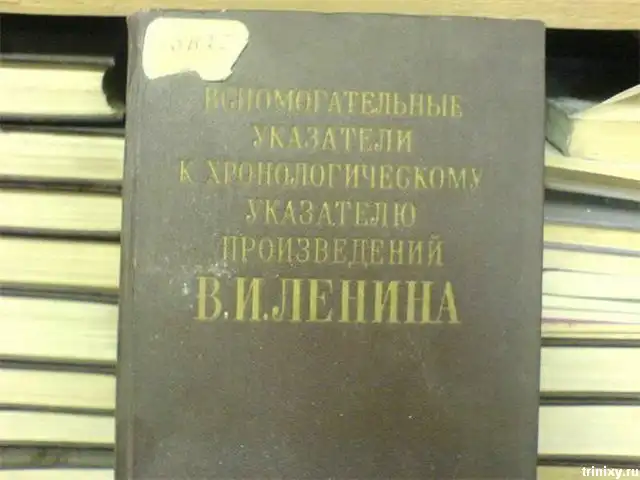 ВСПОМОГАТЕЛЬНЫЕ
УКАЗАТЕЛИ
К ХРОНОЛОГИЧЕСКОМУ
УКАЗАТЕЛЮ
ПРОИЗВЕДЕНИЙ
В.И.ЛЕНИНА
trinixy.ru